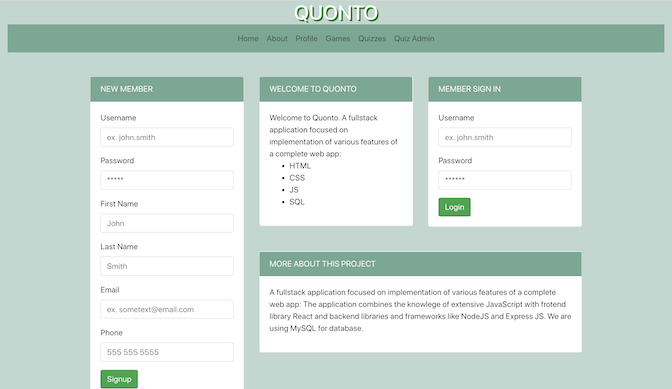 QUONTO
Home About Profile Games Quizzes Quiz Admin
NEW MEMBER
Username
ex. john.smith
Password
*****
First Name
John
Last Name
Smith
Email
ex. sometext@email.com
Phone
555 555 5555
Signup
WELCOME TO QUONTO
Welcome to Quonto. A fullstack
application focused on
implementation of various features of
a complete web app:
• HTML
• CSS
• JS
• SQL
MEMBER SIGN IN
Username
ex. john.smith
Password
******
Login
MORE ABOUT THIS PROJECT
A fullstack application focused on implementation of various features of a complete
web app: The application combines the knowlege of extensive JavaScript with frotend
library React and backend libraries and frameworks like NodeJS and Express JS. We are
using MySQL for database.